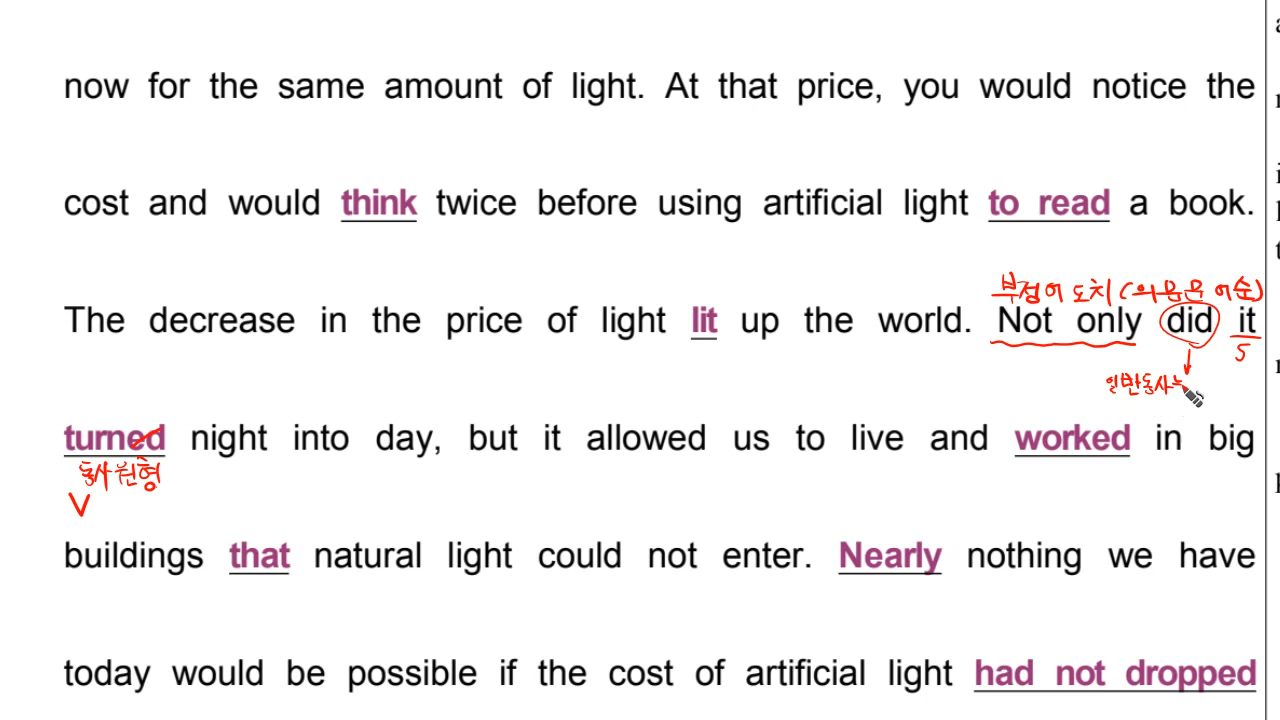 now for the same amount of light. At that price, you would notice the
cost and would think twice before using artificial light to read a book.
부정어 도치 (의문문 어순)
The decrease in the price of light lit up the world. Not only did it
S
일반동사
turned night into day, but it allowed us to live and worked in big
동사원형
V
buildings that natural light could not enter. Nearly nothing we have
today would be possible if the cost of artificial light had not dropped